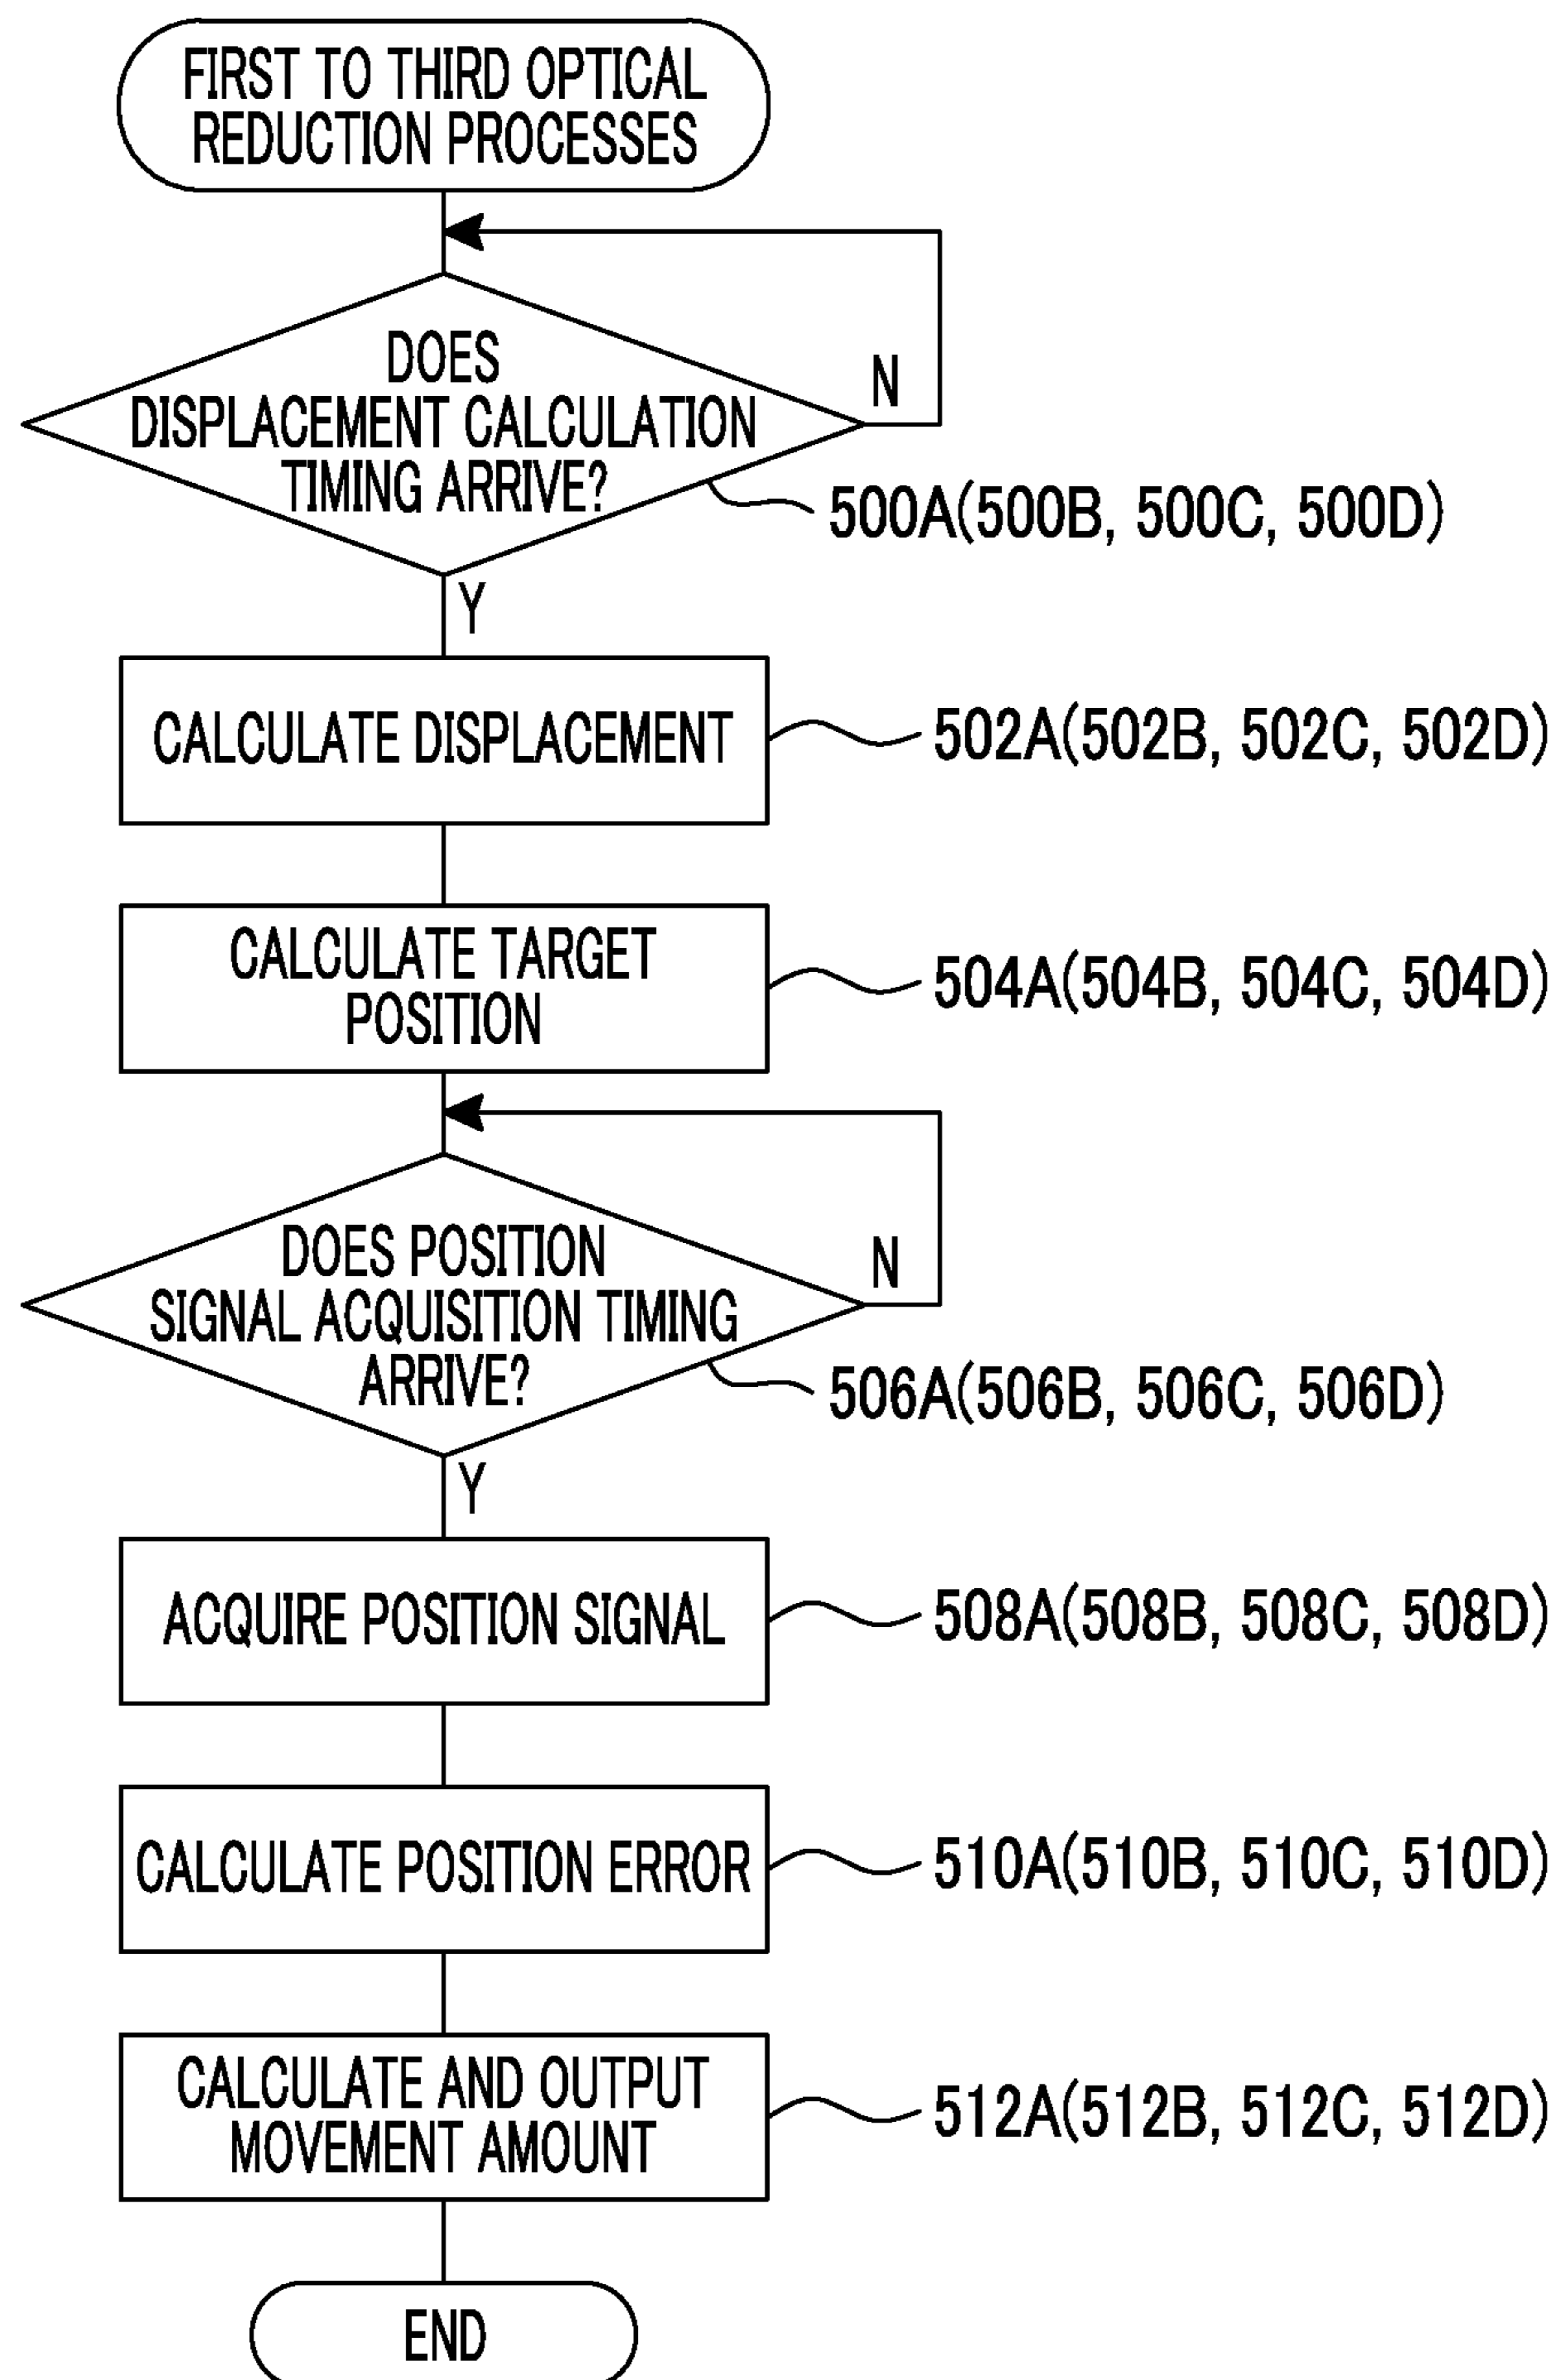 FIRST TO THIRD OPTICAL
REDUCTION PROCESSES
DOES
DISPLACEMENT CALCULATION
TIMING ARRIVE?
N
500A(500B, 500C, 500D)
Y
CALCULATE DISPLACEMENT
502A(502B, 502C, 502D)
CALCULATE TARGET
POSITION
504A(504B, 504C, 504D)
DOES POSITION
SIGNAL ACQUISITION TIMING
ARRIVE?
N
506A(506B, 506C, 506D)
Y
ACQUIRE POSITION SIGNAL
508A(508B, 508C, 508D)
CALCULATE POSITION ERROR
510A(510B, 510C, 510D)
CALCULATE AND OUTPUT
MOVEMENT AMOUNT
512A(512B, 512C, 512D)
END